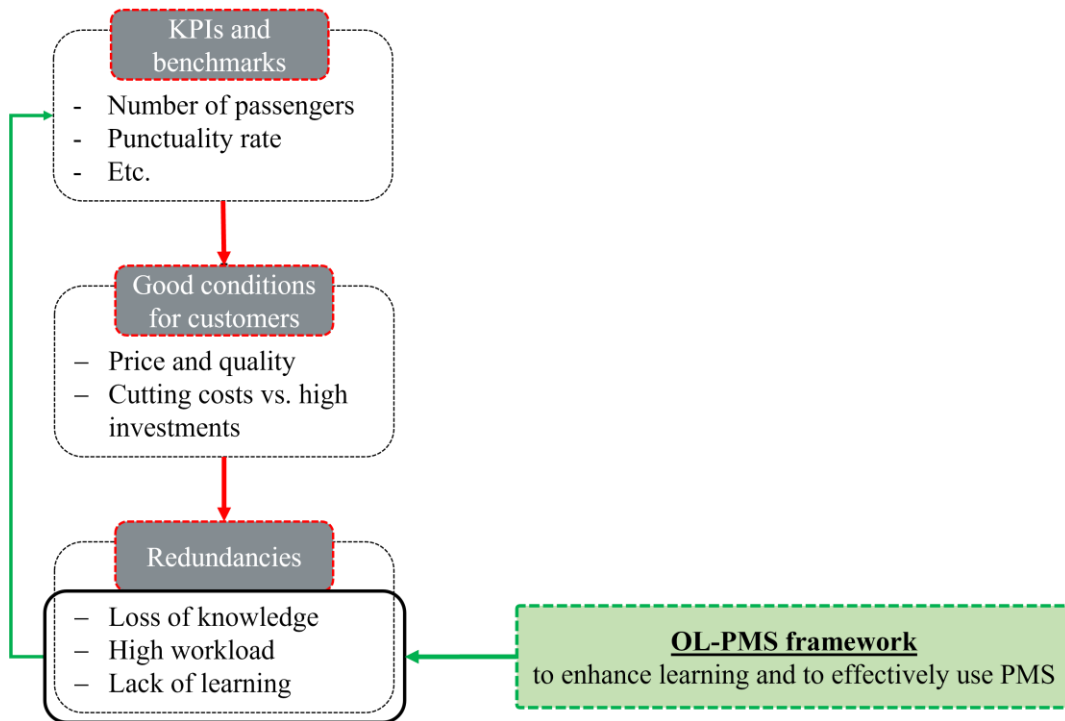 KPIs and
benchmarks
- Number of passengers
- Punctuality rate
- Etc.
Good conditions
for customers
– Price and quality
– Cutting costs vs. high
investments
Redundancies
– Loss of knowledge
– High workload
– Lack of learning
OL-PMS framework
to enhance learning and to effectively use PMS